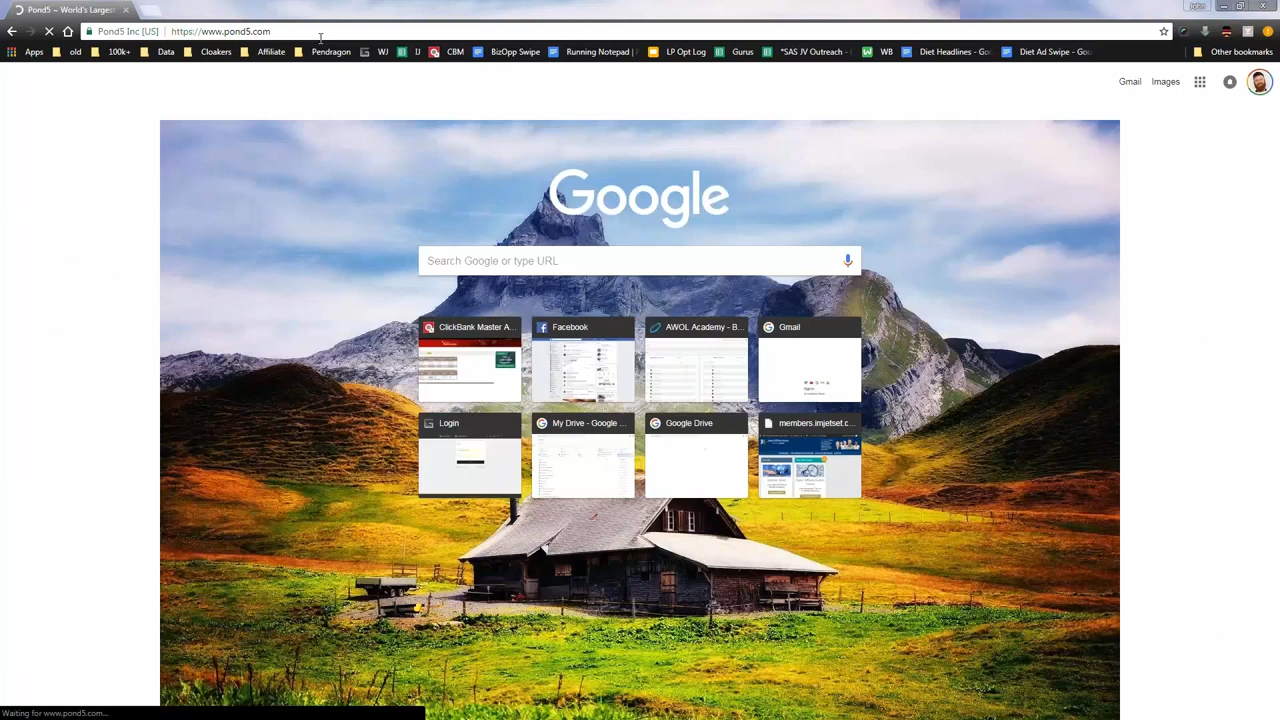 Pond5 – World's Largest
John
Pond5 Inc [US] https://www.pond5.com
Apps old 100k+ Data Cloakers Affiliate Pendragon WJ IJ CBM BizOpp Swipe Running Notepad | LP Opt Log Gurus *SAS JV Outreach - WB Diet Headlines - Go Diet Ad Swipe - Go Other bookmarks
Gmail Images
Google
Search Google or type URL
ClickBank Master A... Facebook AWOL Academy - B... Gmail
Login My Drive - Google ... Google Drive members.imjetset.c...
Waiting for www.pond5.com...